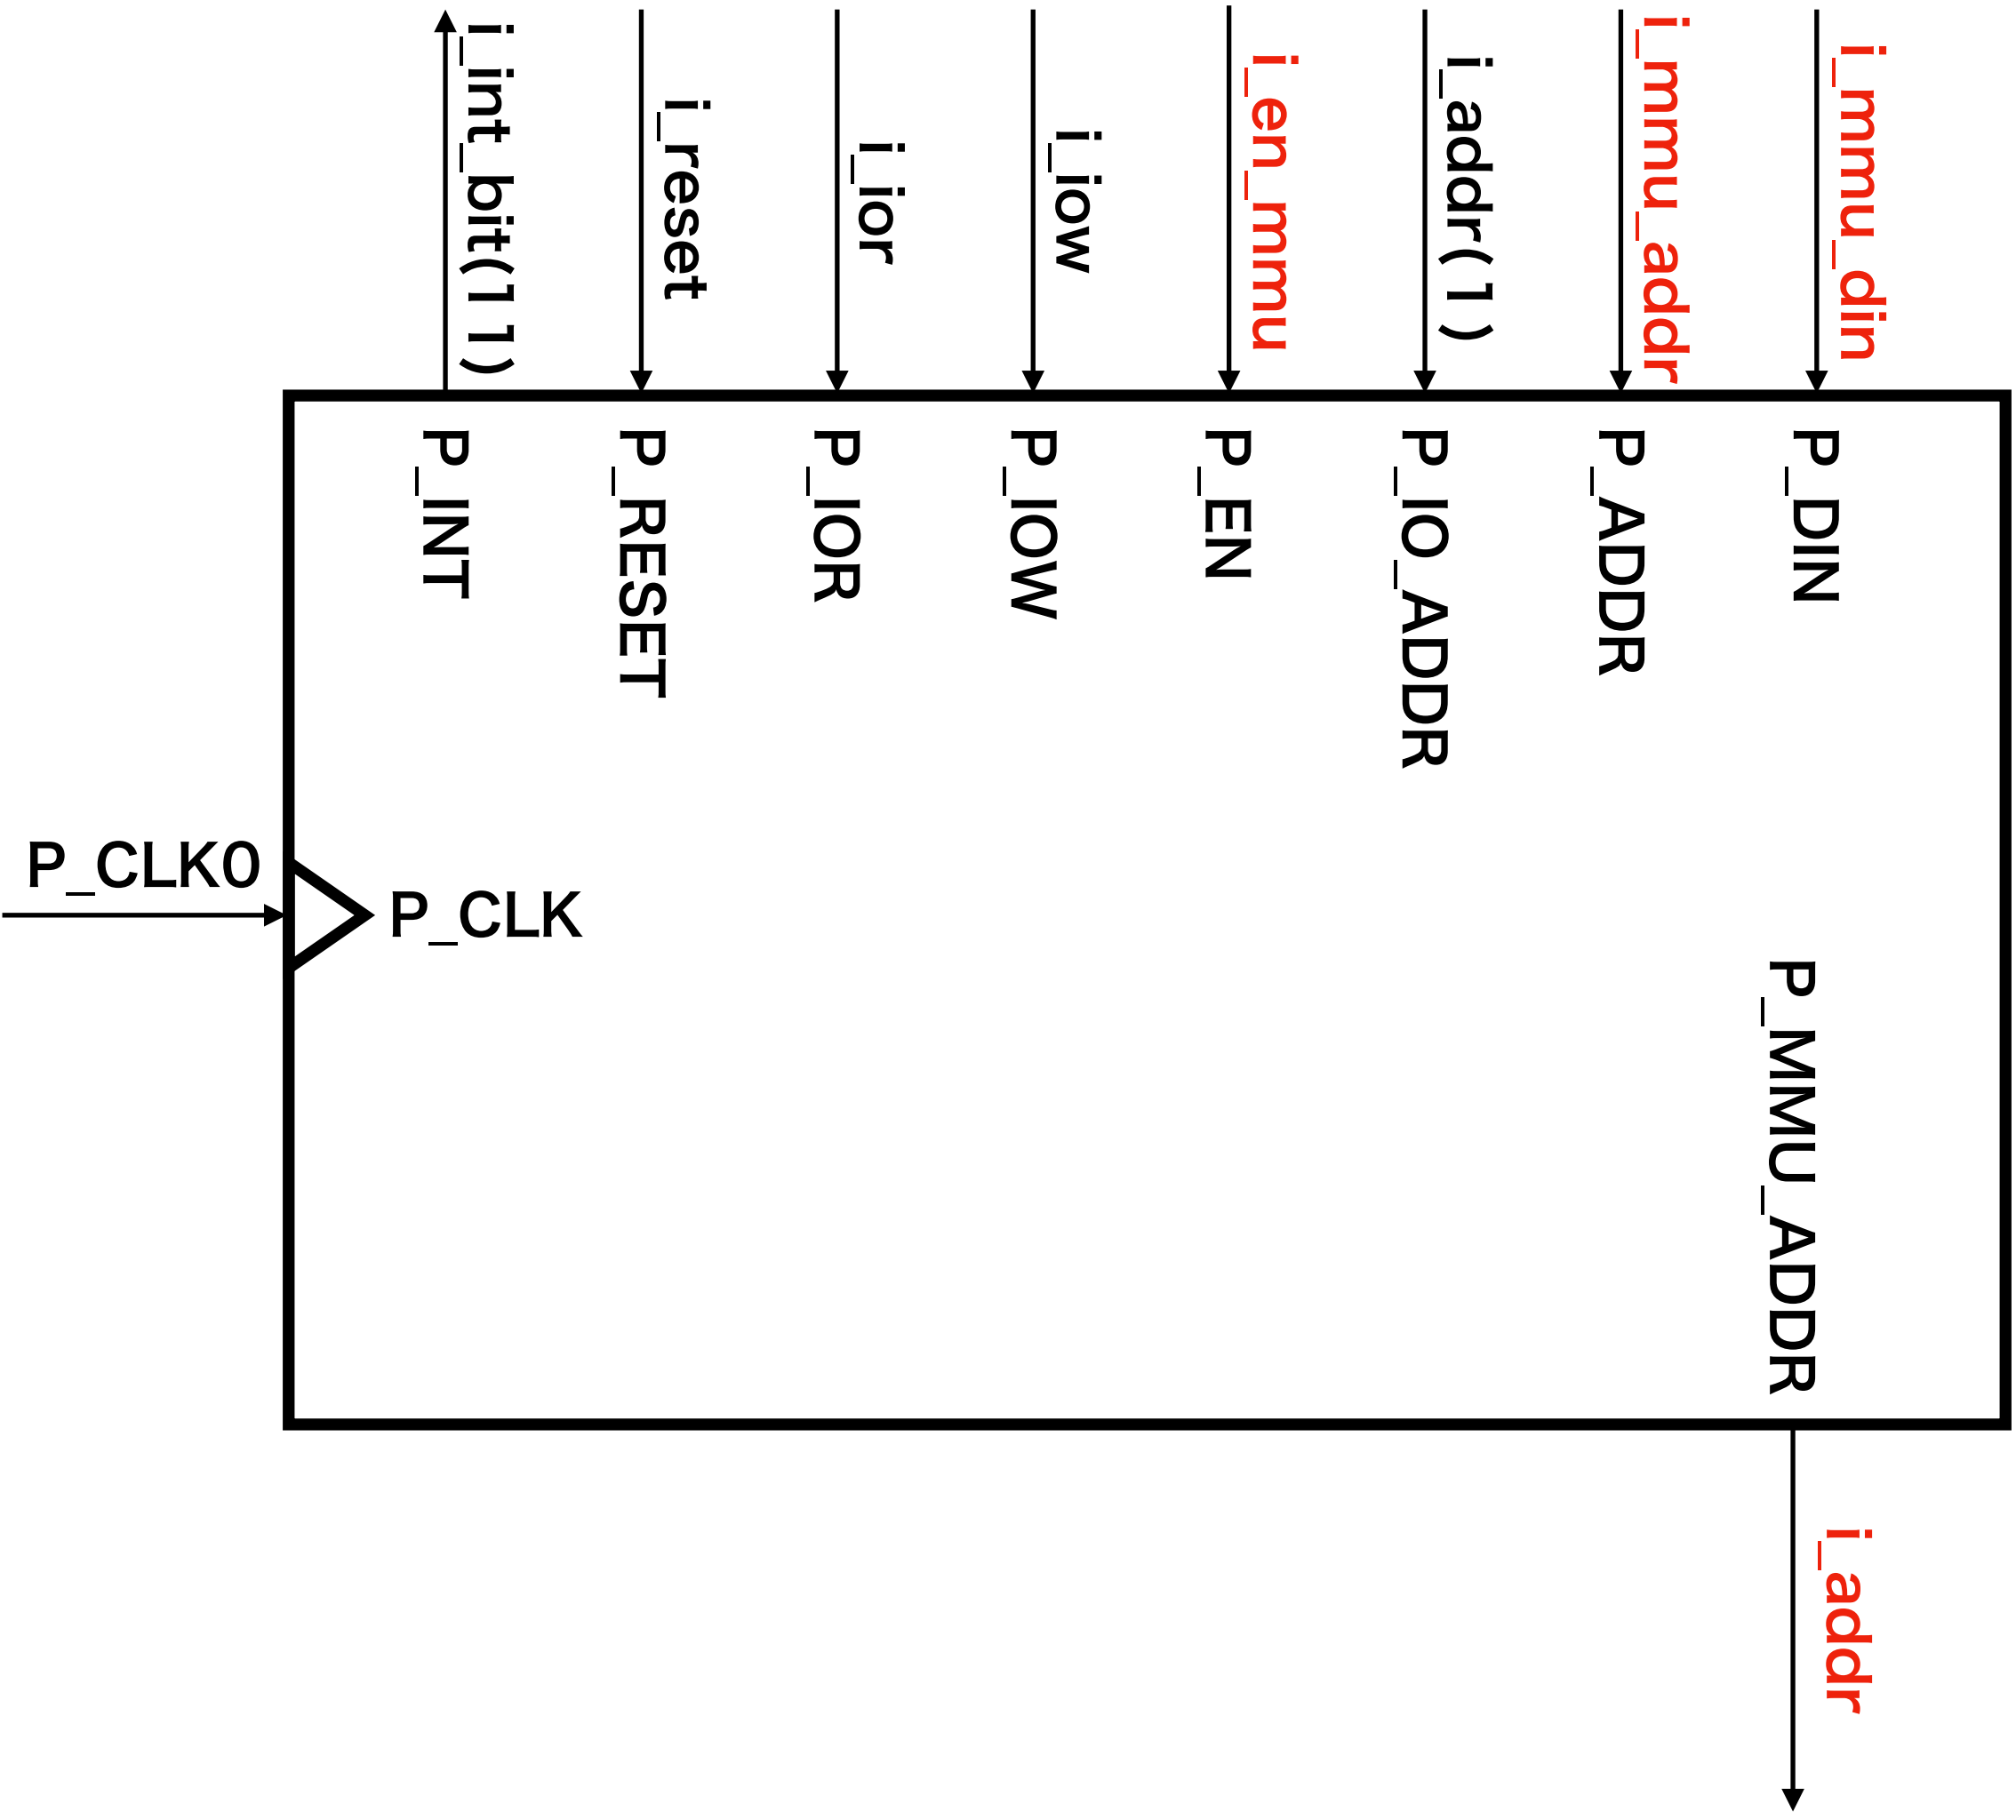 i_int_bit(11)
i_reset
i_ior
i_iow
i_en_mmu
i_addr(1)
i_mmu_addr
i_mmu_din
P_INT
P_RESET
P_IOR
P_IOW
P_EN
P_IO_ADDR
P_ADDR
P_DIN
P_CLK0
P_CLK
P_MMU_ADDR
i_addr